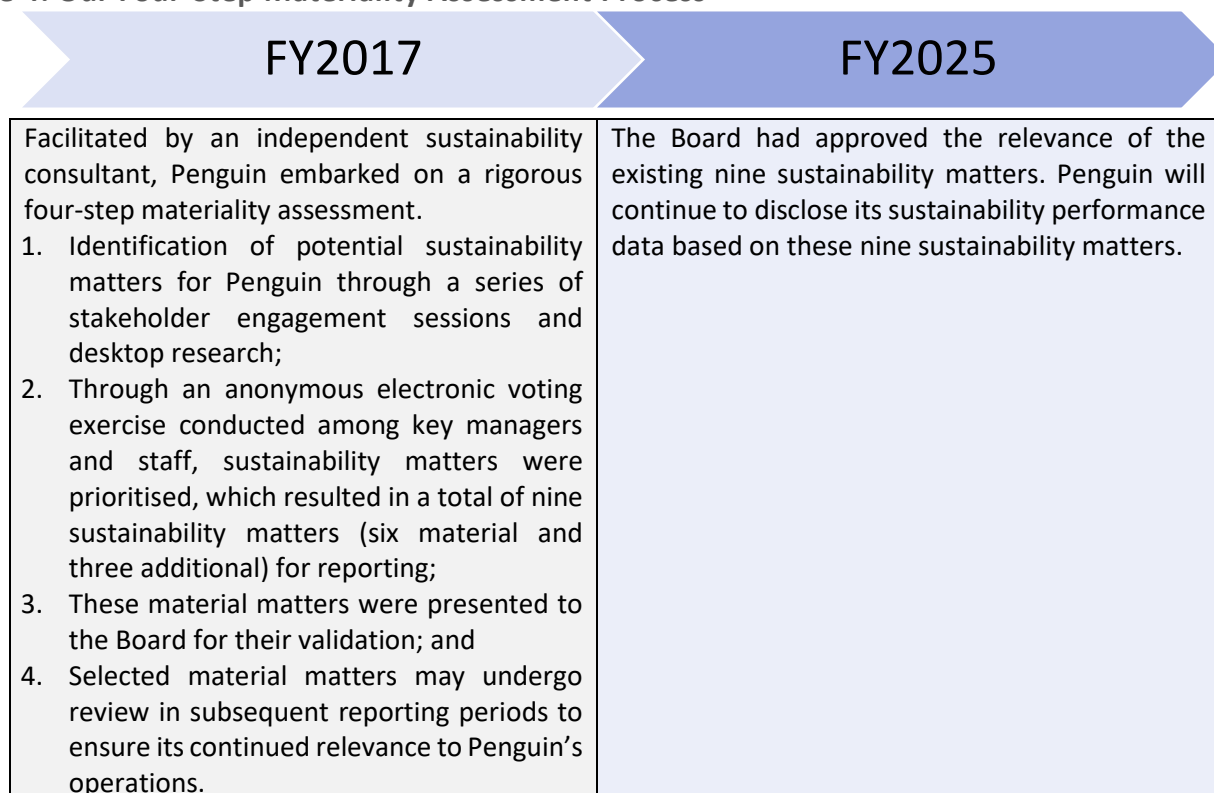 Our Four-Step Materiality Assessment Process
FY2017
FY2025
Facilitated by an independent sustainability
consultant, Penguin embarked on a rigorous
four-step materiality assessment.
1. Identification of potential sustainability
matters for Penguin through a series of
stakeholder engagement sessions and
desktop research;
2. Through an anonymous electronic voting
exercise conducted among key managers
and staff, sustainability matters were
prioritised, which resulted in a total of nine
sustainability matters (six material and
three additional) for reporting;
3. These material matters were presented to
the Board for their validation; and
4. Selected material matters may undergo
review in subsequent reporting periods to
ensure its continued relevance to Penguin’s
operations.
The Board had approved the relevance of the
existing nine sustainability matters. Penguin will
continue to disclose its sustainability performance
data based on these nine sustainability matters.